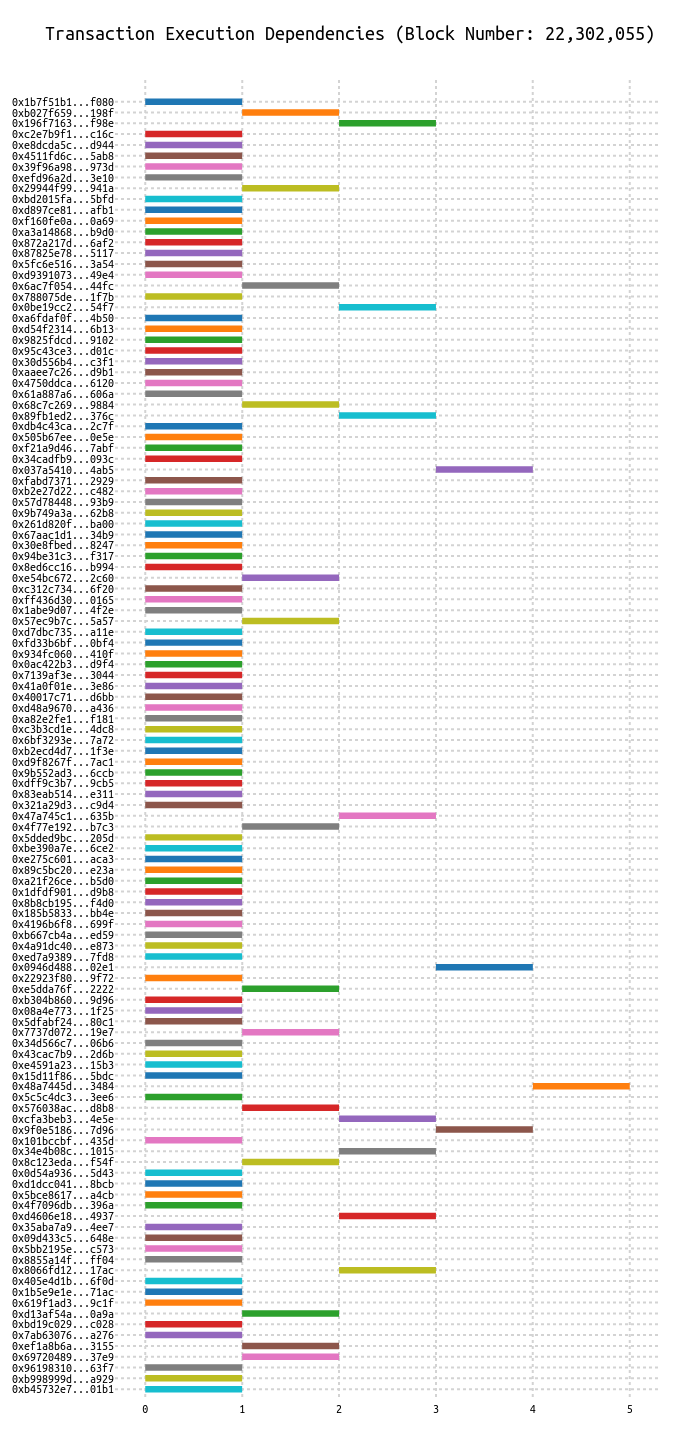 Transaction Execution Dependencies (Block Number: 22,302,055)
0x1b7f51b1...f080
0xb027f659...198f
0x196f7163...f98e
0xc2e7b9f1...c16c
0xe8dcda5c...d944
0x4511fd6c...5ab8
0x39f96a98...973d
0xefd96a2d...3e10
0x29944f99...941a
0xbd2015fa...5bfd
0xd897ce81...afb1
0xf160fe0a...0a69
0xa3a14868...b9d0
0x872a217d...6af2
0x87825e78...5117
0x5fc6e516...3a54
0xd9391073...49e4
0x6ac7f054...44fc
0x788075de...1f7b
0x0be19cc2...54f7
0xa6fdaf0f...4b50
0xd54f2314...6b13
0x9825fdcd...9102
0x95c43ce3...d01c
0x30d556b4...c3f1
0xaaee7c26...d9b1
0x4750ddca...6120
0x61a887a6...606a
0x68c7c269...9884
0x89fb1ed2...376c
0xdb4c43ca...2c7f
0x505b67ee...0e5e
0xf21a9d46...7abf
0x34cadfb9...093c
0x037a5410...4ab5
0xfabd7371...2929
0xb2e27d22...c482
0x57d78448...93b9
0x9b749a3a...62b8
0x261d820f...ba00
0x67aac1d1...34b9
0x30e8fbed...8247
0x94be31c3...f317
0x8ed6cc16...b994
0xe54bc672...2c60
0xc312c734...6f20
0xff436d30...0165
0x1abe9d07...4f2e
0x57ec9b7c...5a57
0xd7dbc735...a11e
0xfd33b6bf...0bf4
0x934fc060...410f
0x0ac422b3...d9f4
0x7139af3e...3044
0x41a0f01e...3e86
0x40017c71...d6bb
0xd48a9670...a436
0xa82e2fe1...f181
0xc3b3cd1e...4dc8
0x6bf3293e...7a72
0xb2ecd4d7...1f3e
0xd9f8267f...7ac1
0x9b552ad3...6ccb
0xdff9c3b7...9cb5
0x83eab514...e311
0x321a29d3...c9d4
0x47a745c1...635b
0x4f77e192...b7c3
0x5dded9bc...205d
0xbe390a7e...6ce2
0xe275c601...aca3
0x89c5bc20...e23a
0xa21f26ce...b5d0
0x1dfdf901...d9b8
0x8b8cb195...f4d0
0x185b5833...bb4e
0x4196b6f8...699f
0xb667cb4a...ed59
0x4a91dc40...e873
0xed7a9389...7fd8
0x0946d488...02e1
0x22923f80...9f72
0xe5dda76f...2222
0xb304b860...9d96
0x08a4e773...1f25
0x5dfabf24...80c1
0x7737d072...19e7
0x34d566c7...06b6
0x43cac7b9...2d6b
0xe4591a23...15b3
0x15d11f86...5bdc
0x48a7445d...3484
0x5c5c4dc3...3ee6
0x576038ac...d8b8
0xcfa3beb3...4e5e
0x9f0e5186...7d96
0x101bccbf...435d
0x34e4b08c...1015
0x8c123eda...f54f
0x0d54a936...5d43
0xd1dcc041...8bcb
0x5bce8617...a4cb
0x4f7096db...396a
0xd4606e18...4937
0x35aba7a9...4ee7
0x09d433c5...648e
0x5bb2195e...c573
0x8855a14f...ff04
0x8066fd12...17ac
0x405e4d1b...6f0d
0x1b5e9e1e...71ac
0x619f1ad3...9c1f
0xd13af54a...0a9a
0xbd19c029...c028
0x7ab63076...a276
0xef1a8b6a...3155
0x69720489...37e9
0x96198310...63f7
0xb998999d...a929
0xb45732e7...01b1
0 1 2 3 4 5